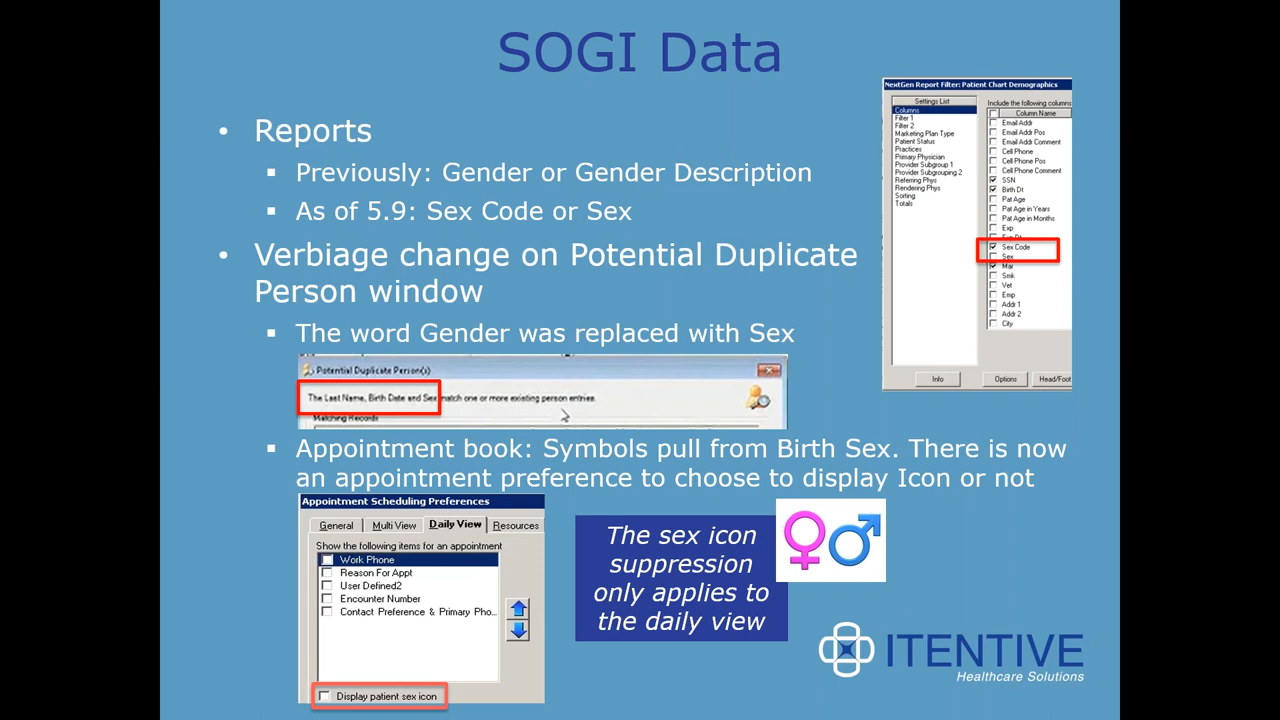 SOGI Data
• Reports
▪ Previously: Gender or Gender Description
▪ As of 5.9: Sex Code or Sex
• Verbiage change on Potential Duplicate
Person window
▪ The word Gender was replaced with Sex
Potential Duplicate Person(s)
The Last Name, Birth Date and Sex match one or more existing person entries.
Matching Records
▪ Appointment book: Symbols pull from Birth Sex. There is now
an appointment preference to choose to display Icon or not
Appointment Scheduling Preferences
General
Multi View
Daily View
Resources
Show the following items for an appointment
Work Phone
Reason For Appt
User Defined2
Encounter Number
Contact Preference & Primary Pho...
Display patient sex icon
The sex icon
suppression
only applies to
the daily view
NextGen Report Filter: Patient Chart Demographics
Settings List
Columns
Filter 1
Filter 2
Marketing Plan Type
Patient Status
Practices
Primary Physician
Provider Subgroup 1
Provider Subgrouping 2
Referring Phys
Rendering Phys
Sorting
Totals
Include the following columns
Column Name
Email Addr
Email Addr Pos
Email Addr Comment
Cell Phone
Cell Phone Pos
Cell Phone Comment
SSN
Birth Dt
Pat Age
Pat Age in Years
Pat Age in Months
Exp
Sex Code
Sex
Mar
Smk
Vet
Emp
Addr 1
Addr 2
City
Info
Options
Head/Foot
ITENTIVE
Healthcare Solutions